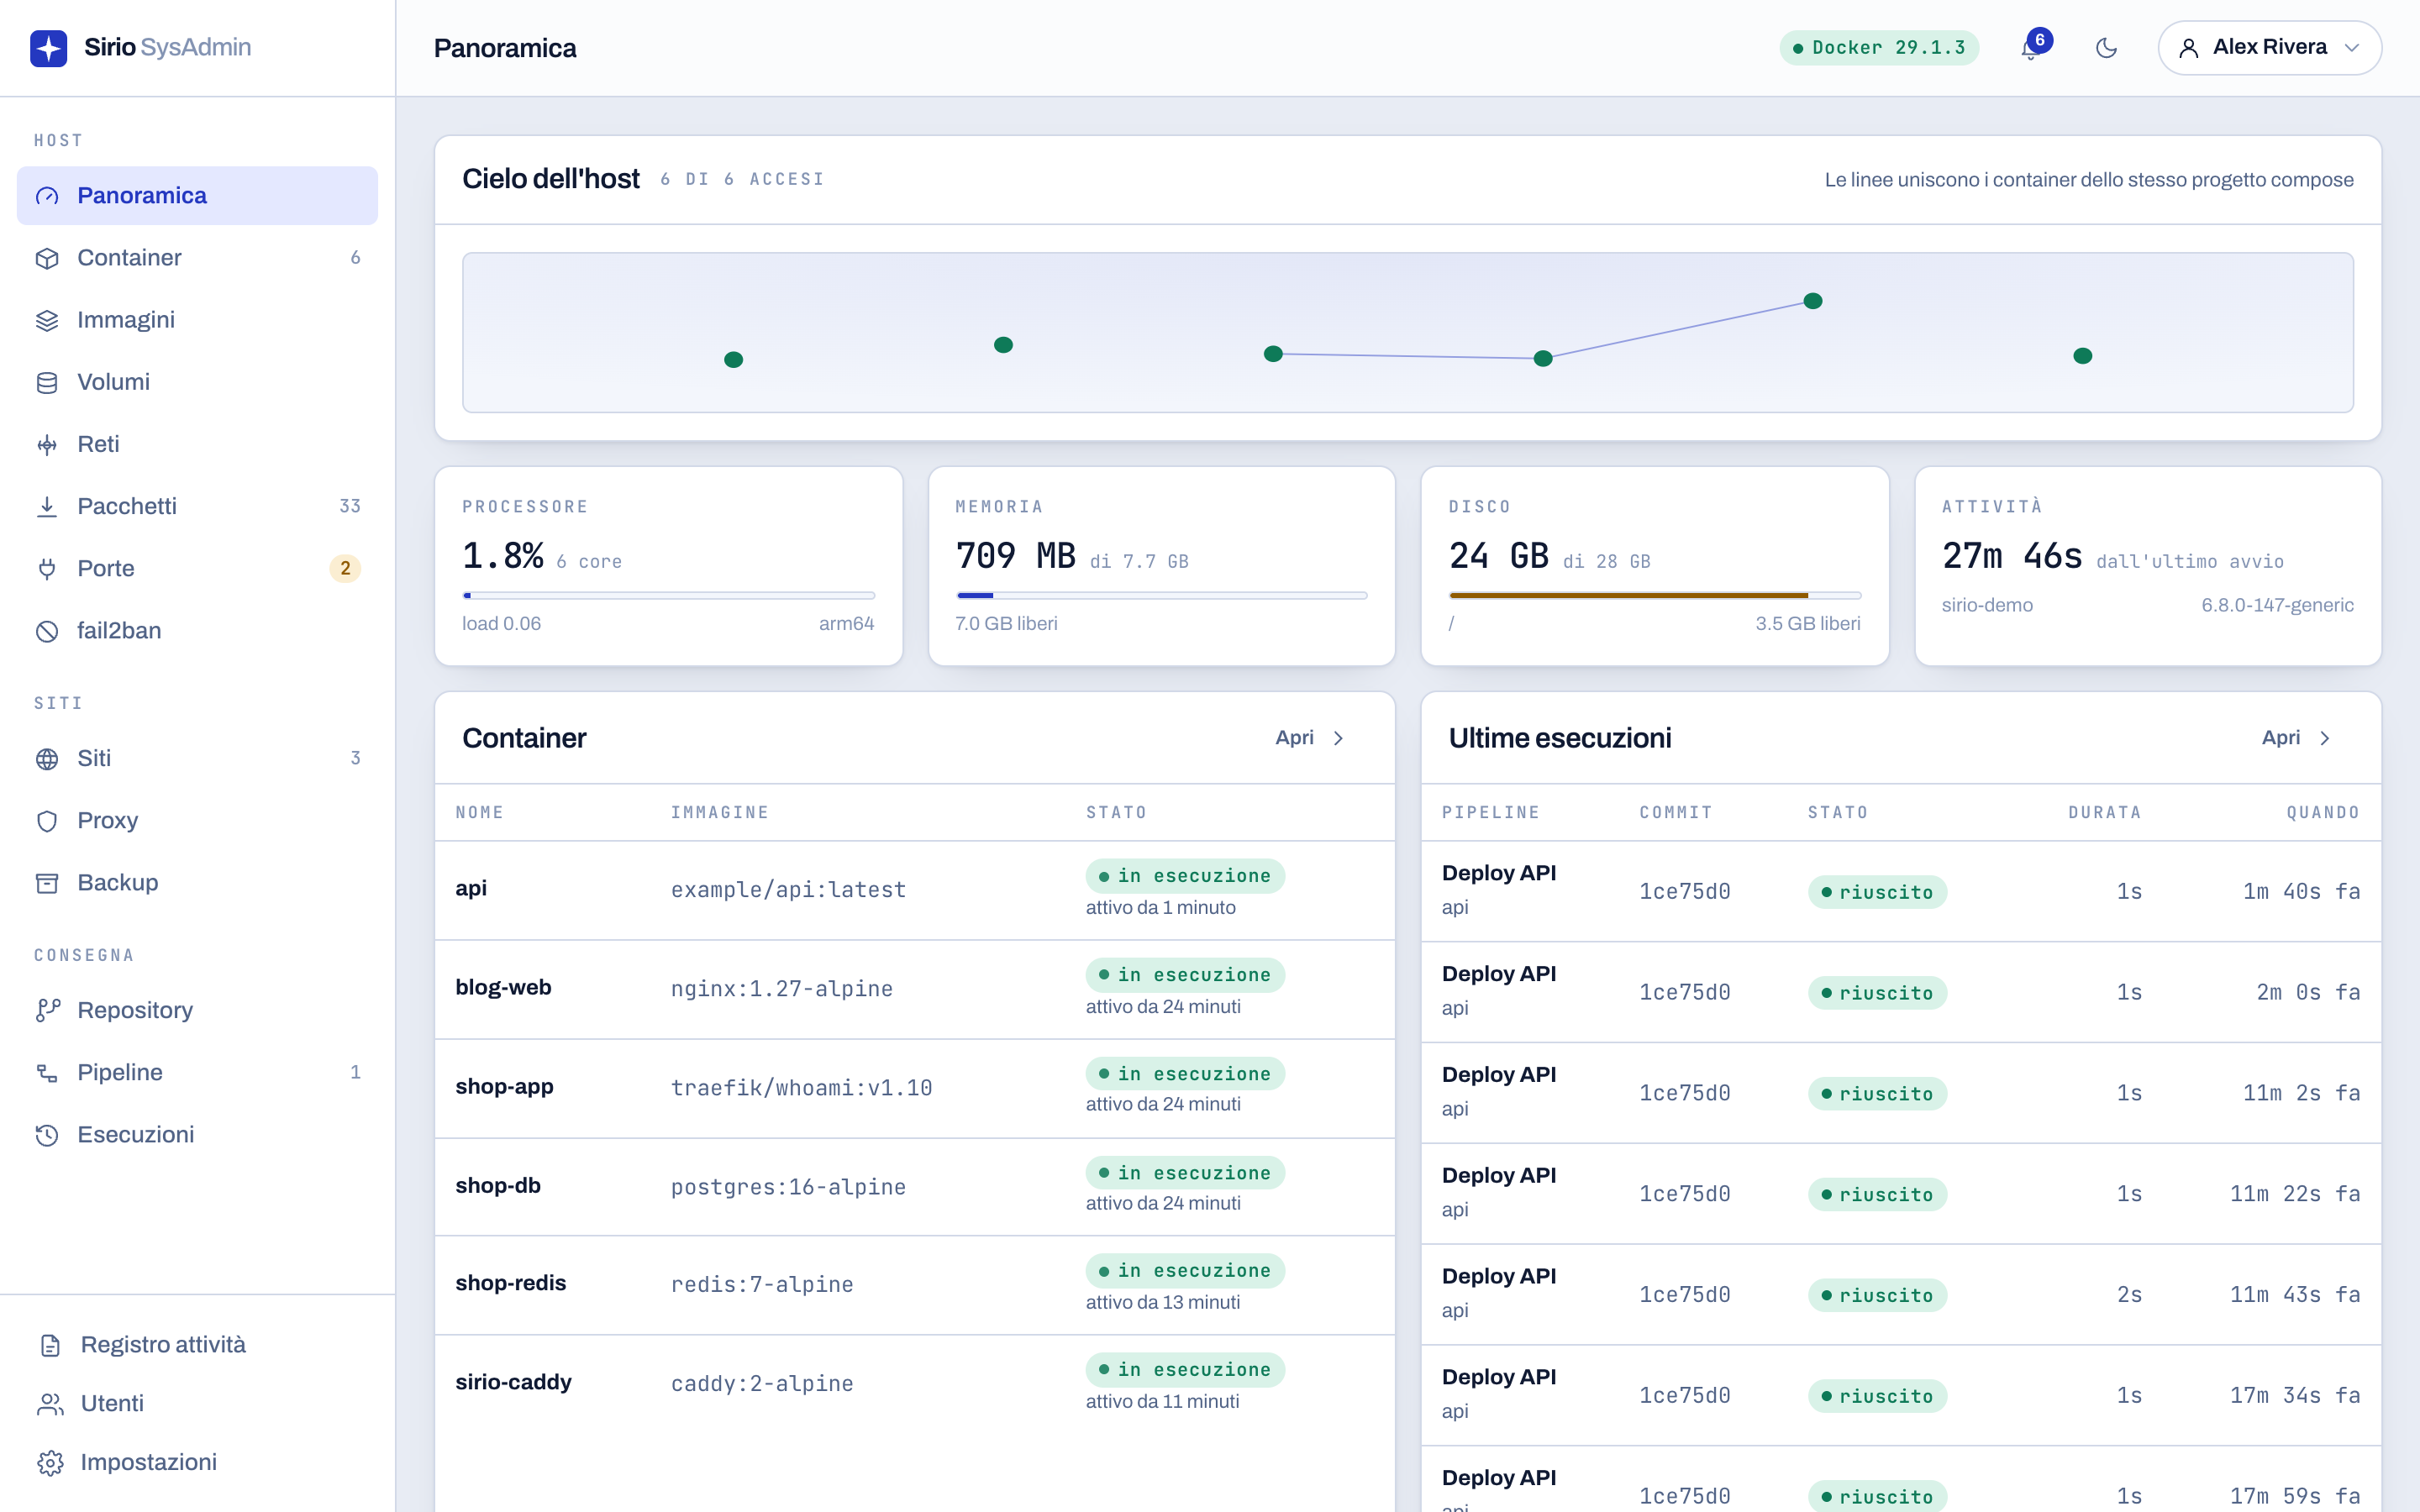 Sirio SysAdmin
Panoramica
Docker 29.1.3
6
Alex Rivera
HOST
Panoramica
Container 6
Immagini
Volumi
Reti
Pacchetti 33
Porte 2
fail2ban
SITI
Siti 3
Proxy
Backup
CONSEGNA
Repository
Pipeline 1
Esecuzioni
Registro attività
Utenti
Impostazioni
Cielo dell'host 6 DI 6 ACCESI
Le linee uniscono i container dello stesso progetto compose
PROCESSORE
1.8% 6 core
load 0.06 arm64
MEMORIA
709 MB di 7.7 GB
7.0 GB liberi
DISCO
24 GB di 28 GB
/ 3.5 GB liberi
ATTIVITÀ
27m 46s dall'ultimo avvio
sirio-demo 6.8.0-147-generic
Container Apri
NOME IMMAGINE STATO
api example/api:latest in esecuzione
attivo da 1 minuto
blog-web nginx:1.27-alpine in esecuzione
attivo da 24 minuti
shop-app traefik/whoami:v1.10 in esecuzione
attivo da 24 minuti
shop-db postgres:16-alpine in esecuzione
attivo da 24 minuti
shop-redis redis:7-alpine in esecuzione
attivo da 13 minuti
sirio-caddy caddy:2-alpine in esecuzione
attivo da 11 minuti
Ultime esecuzioni Apri
PIPELINE COMMIT STATO DURATA QUANDO
Deploy API 1ce75d0 riuscito 1s 1m 40s fa
api
Deploy API 1ce75d0 riuscito 1s 2m 0s fa
api
Deploy API 1ce75d0 riuscito 1s 11m 2s fa
api
Deploy API 1ce75d0 riuscito 1s 11m 22s fa
api
Deploy API 1ce75d0 riuscito 2s 11m 43s fa
api
Deploy API 1ce75d0 riuscito 1s 17m 34s fa
api
Deploy API 1ce75d0 riuscito 1s 17m 59s fa